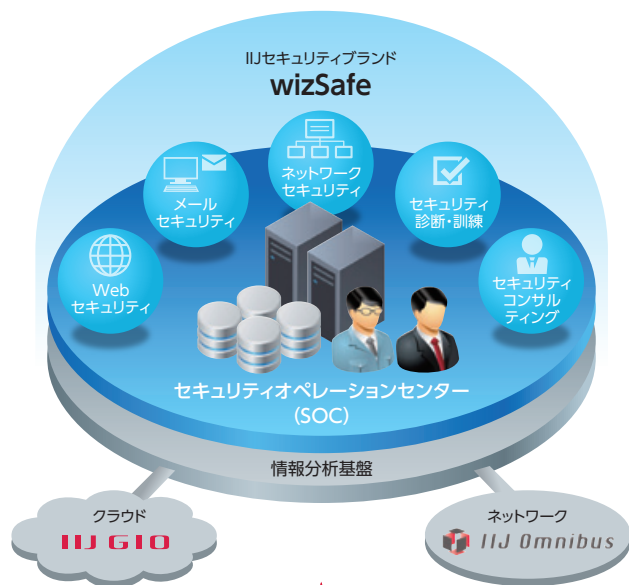 IIJセキュリティブランド
wizSafe
ネットワーク
セキュリティ
メール
セキュリティ
セキュリティ
診断・訓練
Web
セキュリティ
セキュリティ
コンサル
ティング
セキュリティオペレーションセンター
(SOC)
情報分析基盤
クラウド
IIJ GIO
ネットワーク
IIJ Omnibus